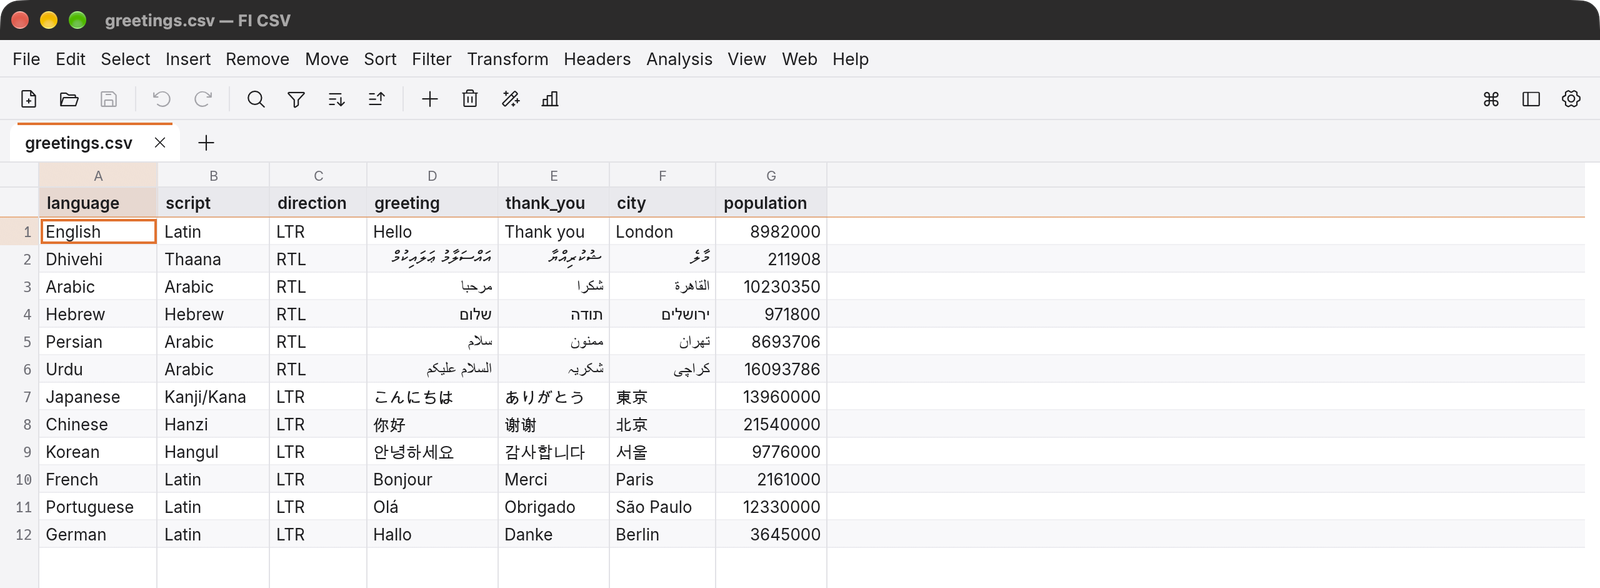 greetings.csv — FI CSV
File Edit Select Insert Remove Move Sort Filter Transform Headers Analysis View Web Help
greetings.csv
A B C D E F G
language script direction greeting thank_you city population
1 English Latin LTR Hello Thank you London 8982000
2 Dhivehi Thaana RTL އައްސަލާމު ޢަލައިކުމް ޝުކުރިއްޔާ މާލެ 211908
3 Arabic Arabic RTL مرحبا شكرا القاهرة 10230350
4 Hebrew Hebrew RTL שלום תודה ירושלים 971800
5 Persian Arabic RTL سلام ممنون تهران 8693706
6 Urdu Arabic RTL السلام علیکم شکریہ کراچی 16093786
7 Japanese Kanji/Kana LTR こんにちは ありがとう 東京 13960000
8 Chinese Hanzi LTR 你好 谢谢 北京 21540000
9 Korean Hangul LTR 안녕하세요 감사합니다 서울 9776000
10 French Latin LTR Bonjour Merci Paris 2161000
11 Portuguese Latin LTR Olá Obrigado São Paulo 12330000
12 German Latin LTR Hallo Danke Berlin 3645000